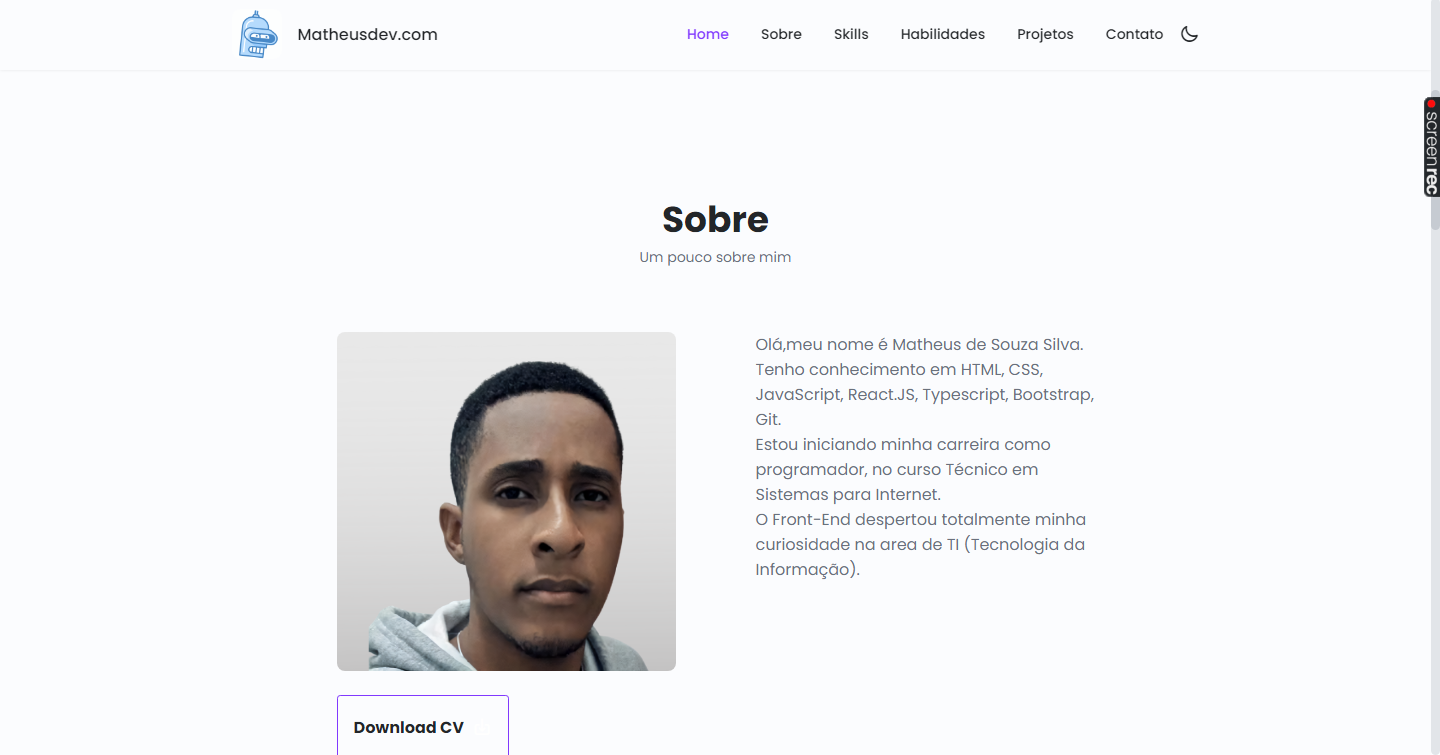 Matheusdev.com
Home Sobre Skills Habilidades Projetos Contato
screenrec
Sobre
Um pouco sobre mim
Olá,meu nome é Matheus de Souza Silva.
Tenho conhecimento em HTML, CSS,
JavaScript, React.JS, Typescript, Bootstrap,
Git.
Estou iniciando minha carreira como
programador, no curso Técnico em
Sistemas para Internet.
O Front-End despertou totalmente minha
curiosidade na area de TI (Tecnologia da
Informação).
Download CV